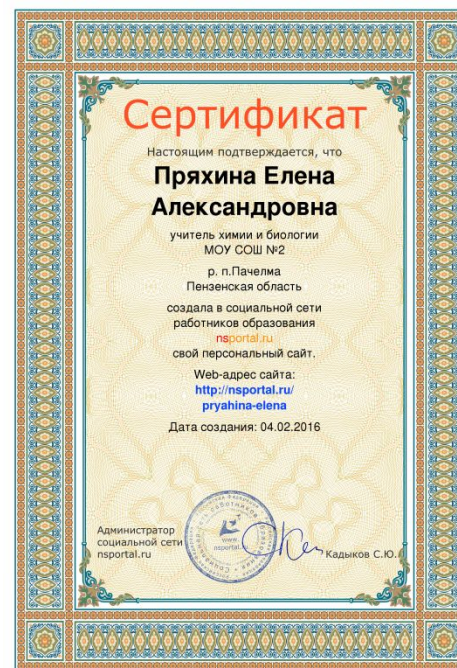 Сертификат
Настоящим подтверждается, что
Пряхина Елена
Александровна
учитель химии и биологии
МОУ СОШ №2
р. п.Пачелма
Пензенская область
создала в социальной сети
работников образования
nsportal.ru
свой персональный сайт.
Web-адрес сайта:
http://nsportal.ru/
pryahina-elena
Дата создания: 04.02.2016
Администратор
социальной сети
nsportal.ru
Кадыков С.Ю.
www.
nsportal.